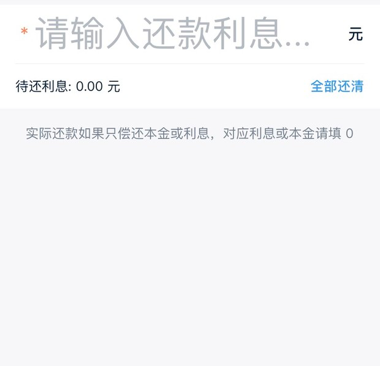 * 请输入还款利息... 元
待还利息: 0.00 元 全部还清
实际还款如果只偿还本金或利息，对应利息或本金请填 0